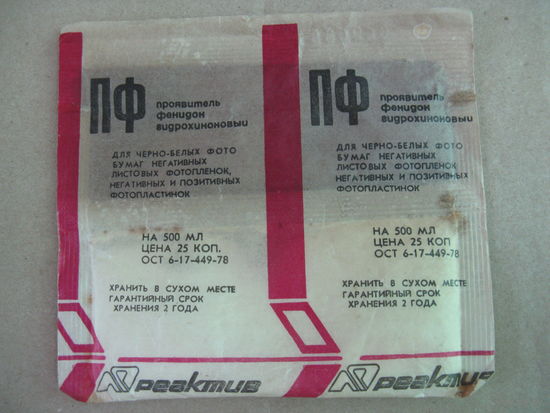 ПФ
проявитель
фенидон
гидрохиноновый
ДЛЯ ЧЕРНО-БЕЛЫХ ФОТО
БУМАГ НЕГАТИВНЫХ
ЛИСТОВЫХ ФОТОПЛЕНОК,
НЕГАТИВНЫХ И ПОЗИТИВНЫХ
ФОТОПЛАСТИНОК
НА 500 МЛ
ЦЕНА 25 КОП.
ОСТ 6-17-449-78
ХРАНИТЬ В СУХОМ МЕСТЕ
ГАРАНТИЙНЫЙ СРОК
ХРАНЕНИЯ 2 ГОДА
реактив
ПФ
проявитель
фенидон
гидрохиноновый
ДЛЯ ЧЕРНО-БЕЛЫХ ФОТО
БУМАГ НЕГАТИВНЫХ
ЛИСТОВЫХ ФОТОПЛЕНОК,
НЕГАТИВНЫХ И ПОЗИТИВНЫХ
ФОТОПЛАСТИНОК
НА 500 МЛ
ЦЕНА 25 КОП
ОСТ 6-17-449-78
ХРАНИТЬ В СУХОМ МЕСТЕ
ГАРАНТИЙНЫЙ СРОК
ХРАНЕНИЯ 2 ГОДА
реактив